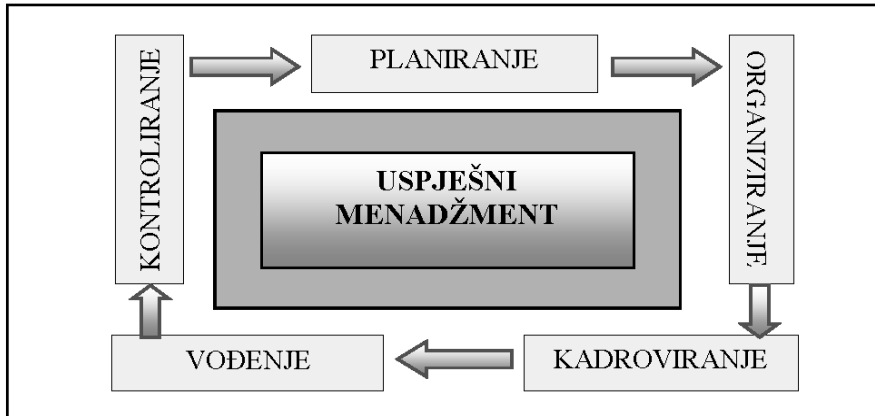 PLANIRANJE
ORGANIZIRANJE
KADROVIRANJE
VOĐENJE
KONTROLIRANJE
USPJEŠNI
MENADŽMENT